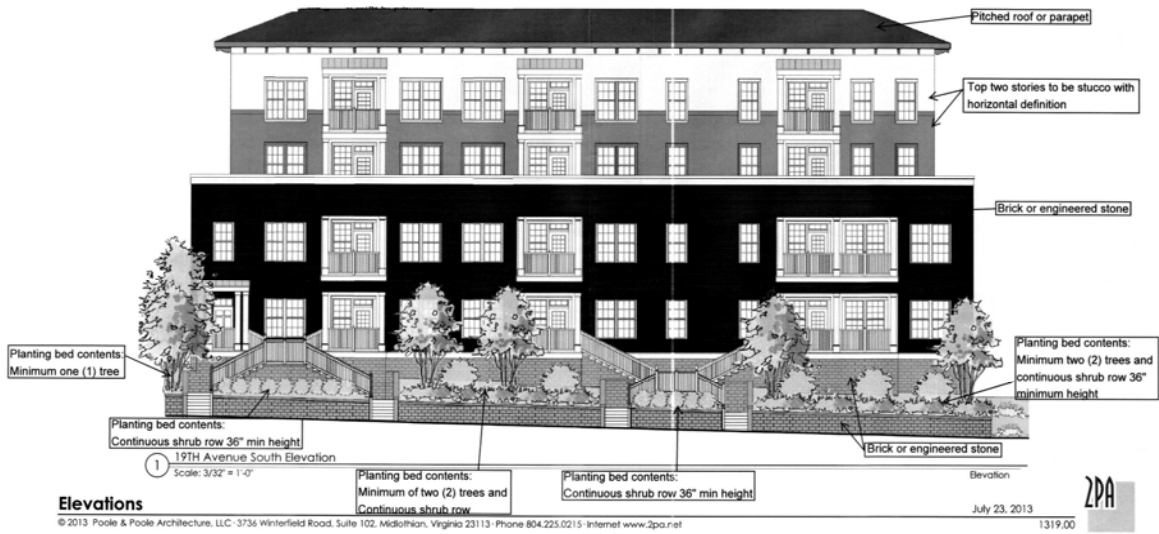 Pitched roof or parapet
Top two stories to be stucco with
horizontal definition
Brick or engineered stone
Planting bed contents:
Minimum one (1) tree
Planting bed contents:
Minimum two (2) trees and
continuous shrub row 36"
minimum height
Planting bed contents:
Continuous shrub row 36" min height
Brick or engineered stone
1
19TH Avenue South Elevation
Scale: 3/32" = 1'-0"
Planting bed contents:
Minimum of two (2) trees and
Continuous shrub row
Planting bed contents:
Continuous shrub row 36" min height
Elevation
Elevations
July 23, 2013
2PA
© 2013 Poole & Poole Architecture, LLC · 3736 Winterfield Road, Suite 102, Midlothian, Virginia 23113 · Phone 804.225.0215 · Internet www.2pa.net
1319.00